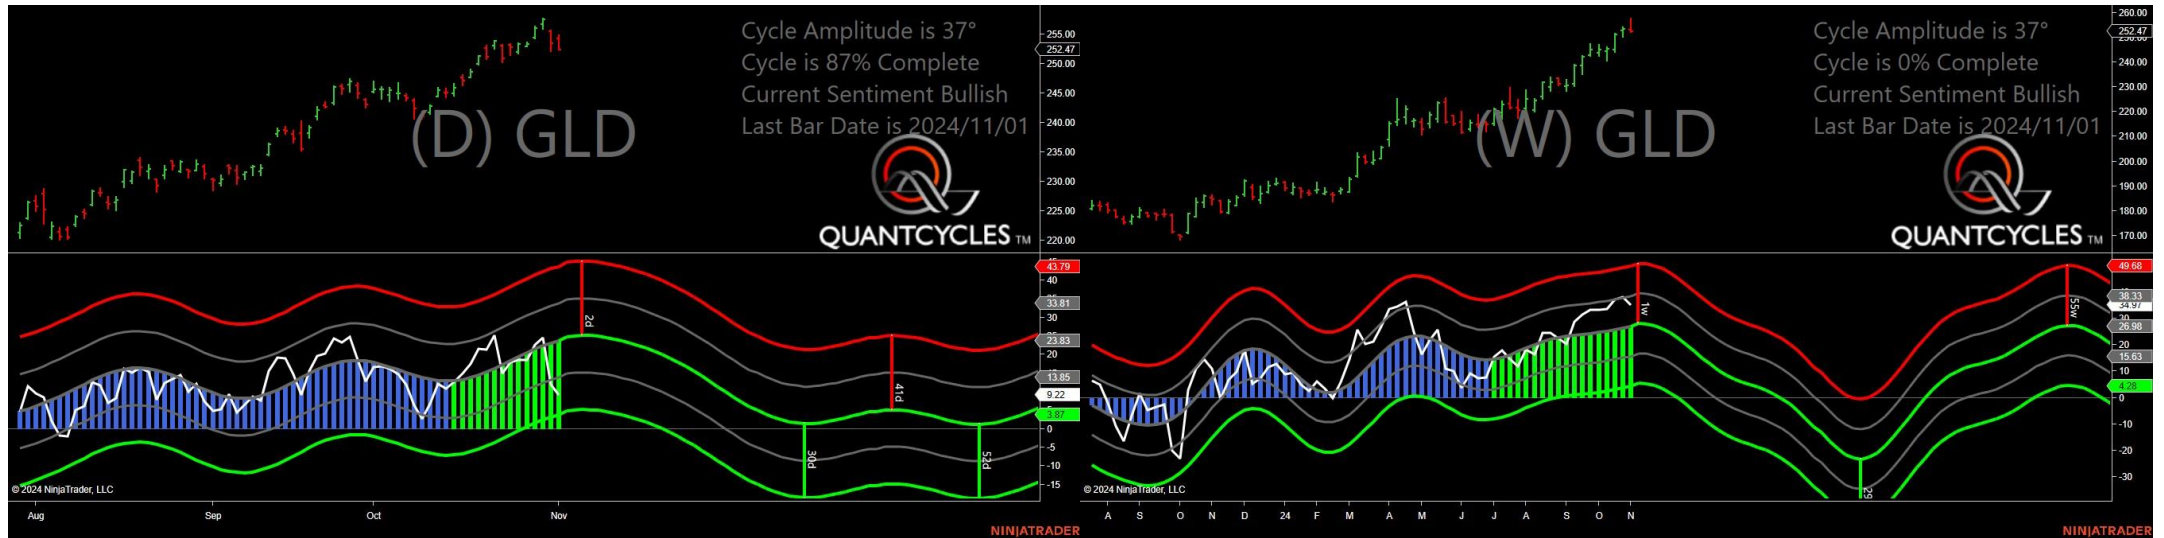 Cycle Amplitude is 37°
Cycle is 87% Complete
Current Sentiment Bullish
Last Bar Date is 2024/11/01
(D) GLD
QUANTCYCLES TM
255.00
252.47
250.00
245.00
240.00
235.00
230.00
225.00
220.00
43.79
40
33.81
30
23.83
20
13.85
9.22
3.87
0
-5
-10
-15
2d
30d
41d
52d
© 2024 NinjaTrader, LLC
Aug Sep Oct Nov
NINJATRADER
Cycle Amplitude is 37°
Cycle is 0% Complete
Current Sentiment Bullish
Last Bar Date is 2024/11/01
(W) GLD
QUANTCYCLES TM
260.00
252.47
240.00
230.00
220.00
210.00
200.00
190.00
180.00
170.00
49.68
38.33
34.97
30
26.98
20
15.63
10
4.28
0
-10
-20
-30
1w
29
55w
© 2024 NinjaTrader, LLC
A S O N D 24 F M A M J J A S O N
NINJATRADER